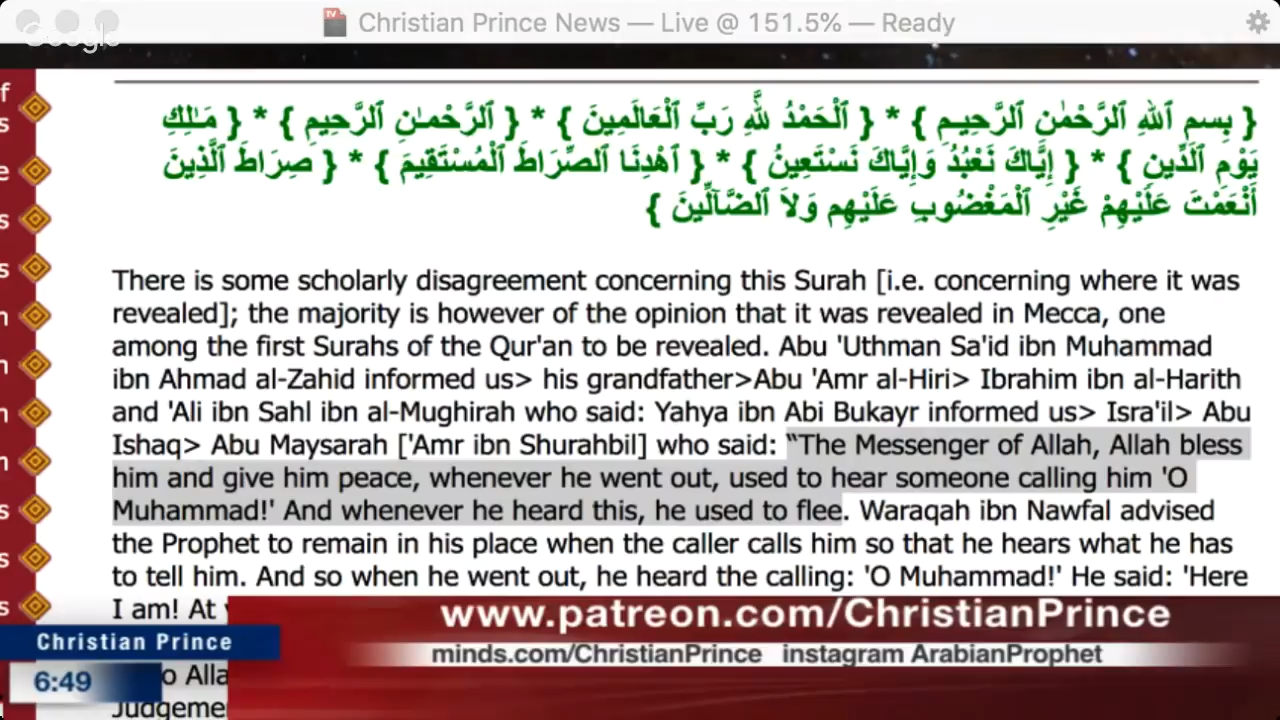 Christian Prince News — Live @ 151.5% — Ready
Google
{ بِسمِ ٱللهِ ٱلرَّحْمٰنِ ٱلرَّحِيـمِ } * { ٱلْحَمْدُ للَّهِ رَبِّ ٱلْعَالَمِينَ } * { ٱلرَّحْمـٰنِ ٱلرَّحِيمِ } * { مَـٰلِكِ
يَوْمِ ٱلدِّينِ } * { إِيَّاكَ نَعْبُدُ وَإِيَّاكَ نَسْتَعِينُ } * { ٱهْدِنَا ٱلصِّرَاطَ ٱلْمُسْتَقِيمَ } * { صِرَاطَ ٱلَّذِينَ
أَنْعَمْتَ عَلَيْهِمْ غَيْرِ ٱلْمَغْضُوبِ عَلَيْهِم وَلاَ ٱلضَّآلِّينَ }
There is some scholarly disagreement concerning this Surah [i.e. concerning where it was
revealed]; the majority is however of the opinion that it was revealed in Mecca, one
among the first Surahs of the Qur'an to be revealed. Abu 'Uthman Sa'id ibn Muhammad
ibn Ahmad al-Zahid informed us> his grandfather>Abu 'Amr al-Hiri> Ibrahim ibn al-Harith
and 'Ali ibn Sahl ibn al-Mughirah who said: Yahya ibn Abi Bukayr informed us> Isra'il> Abu
Ishaq> Abu Maysarah ['Amr ibn Shurahbil] who said: “The Messenger of Allah, Allah bless
him and give him peace, whenever he went out, used to hear someone calling him 'O
Muhammad!' And whenever he heard this, he used to flee. Waraqah ibn Nawfal advised
the Prophet to remain in his place when the caller calls him so that he hears what he has
to tell him. And so when he went out, he heard the calling: 'O Muhammad!' He said: 'Here
I am! At
www.patreon.com/ChristianPrince
Christian Prince
minds.com/ChristianPrince instagram ArabianProphet
6:49